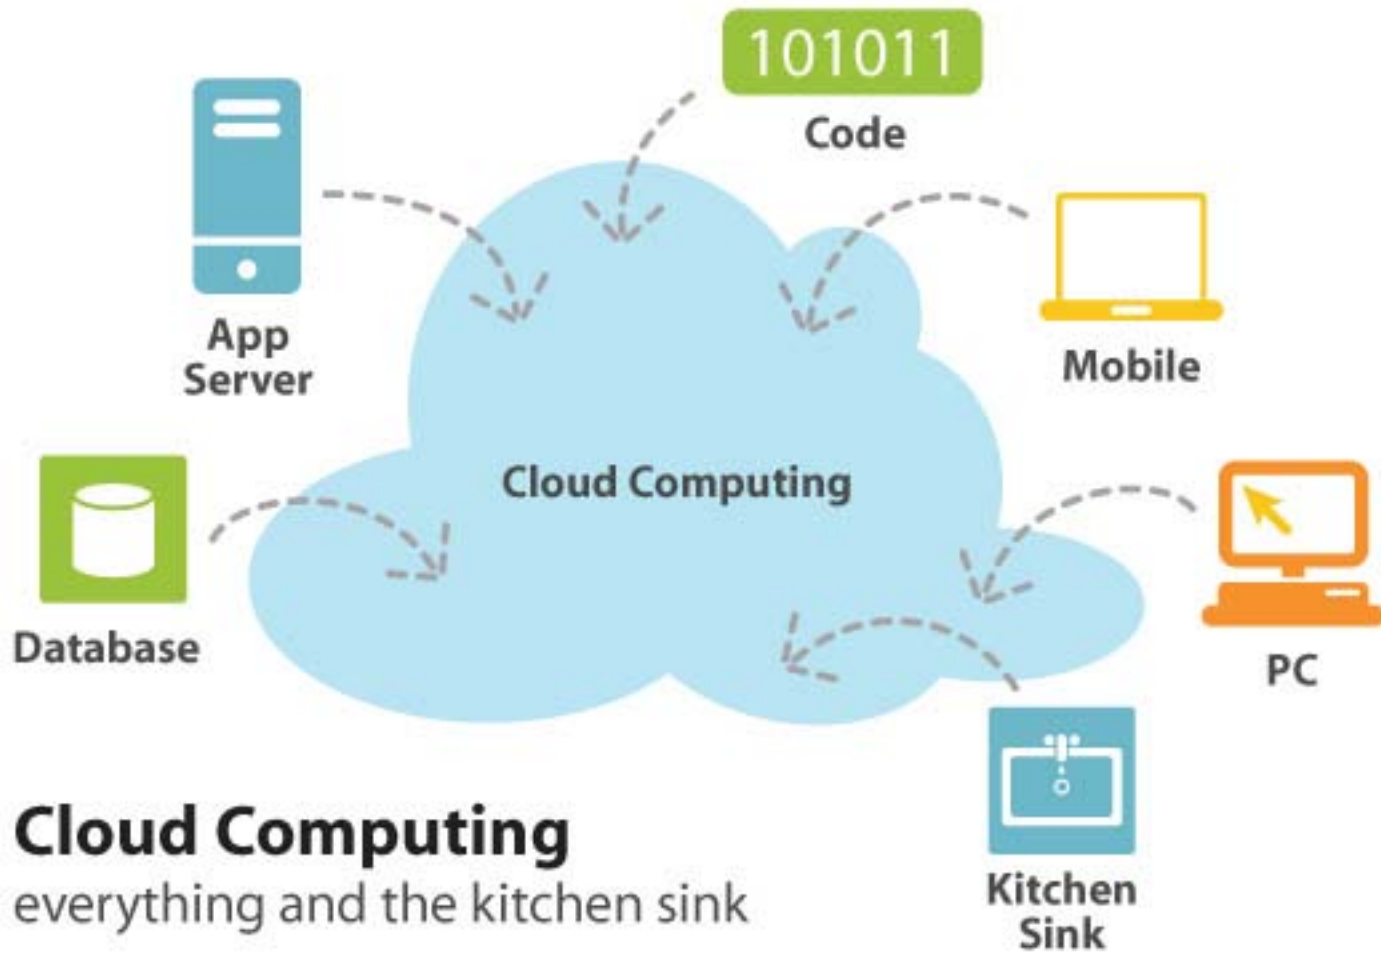 101011
Code
App
Server
Mobile
Cloud Computing
Database
PC
Kitchen
Sink
Cloud Computing
everything and the kitchen sink